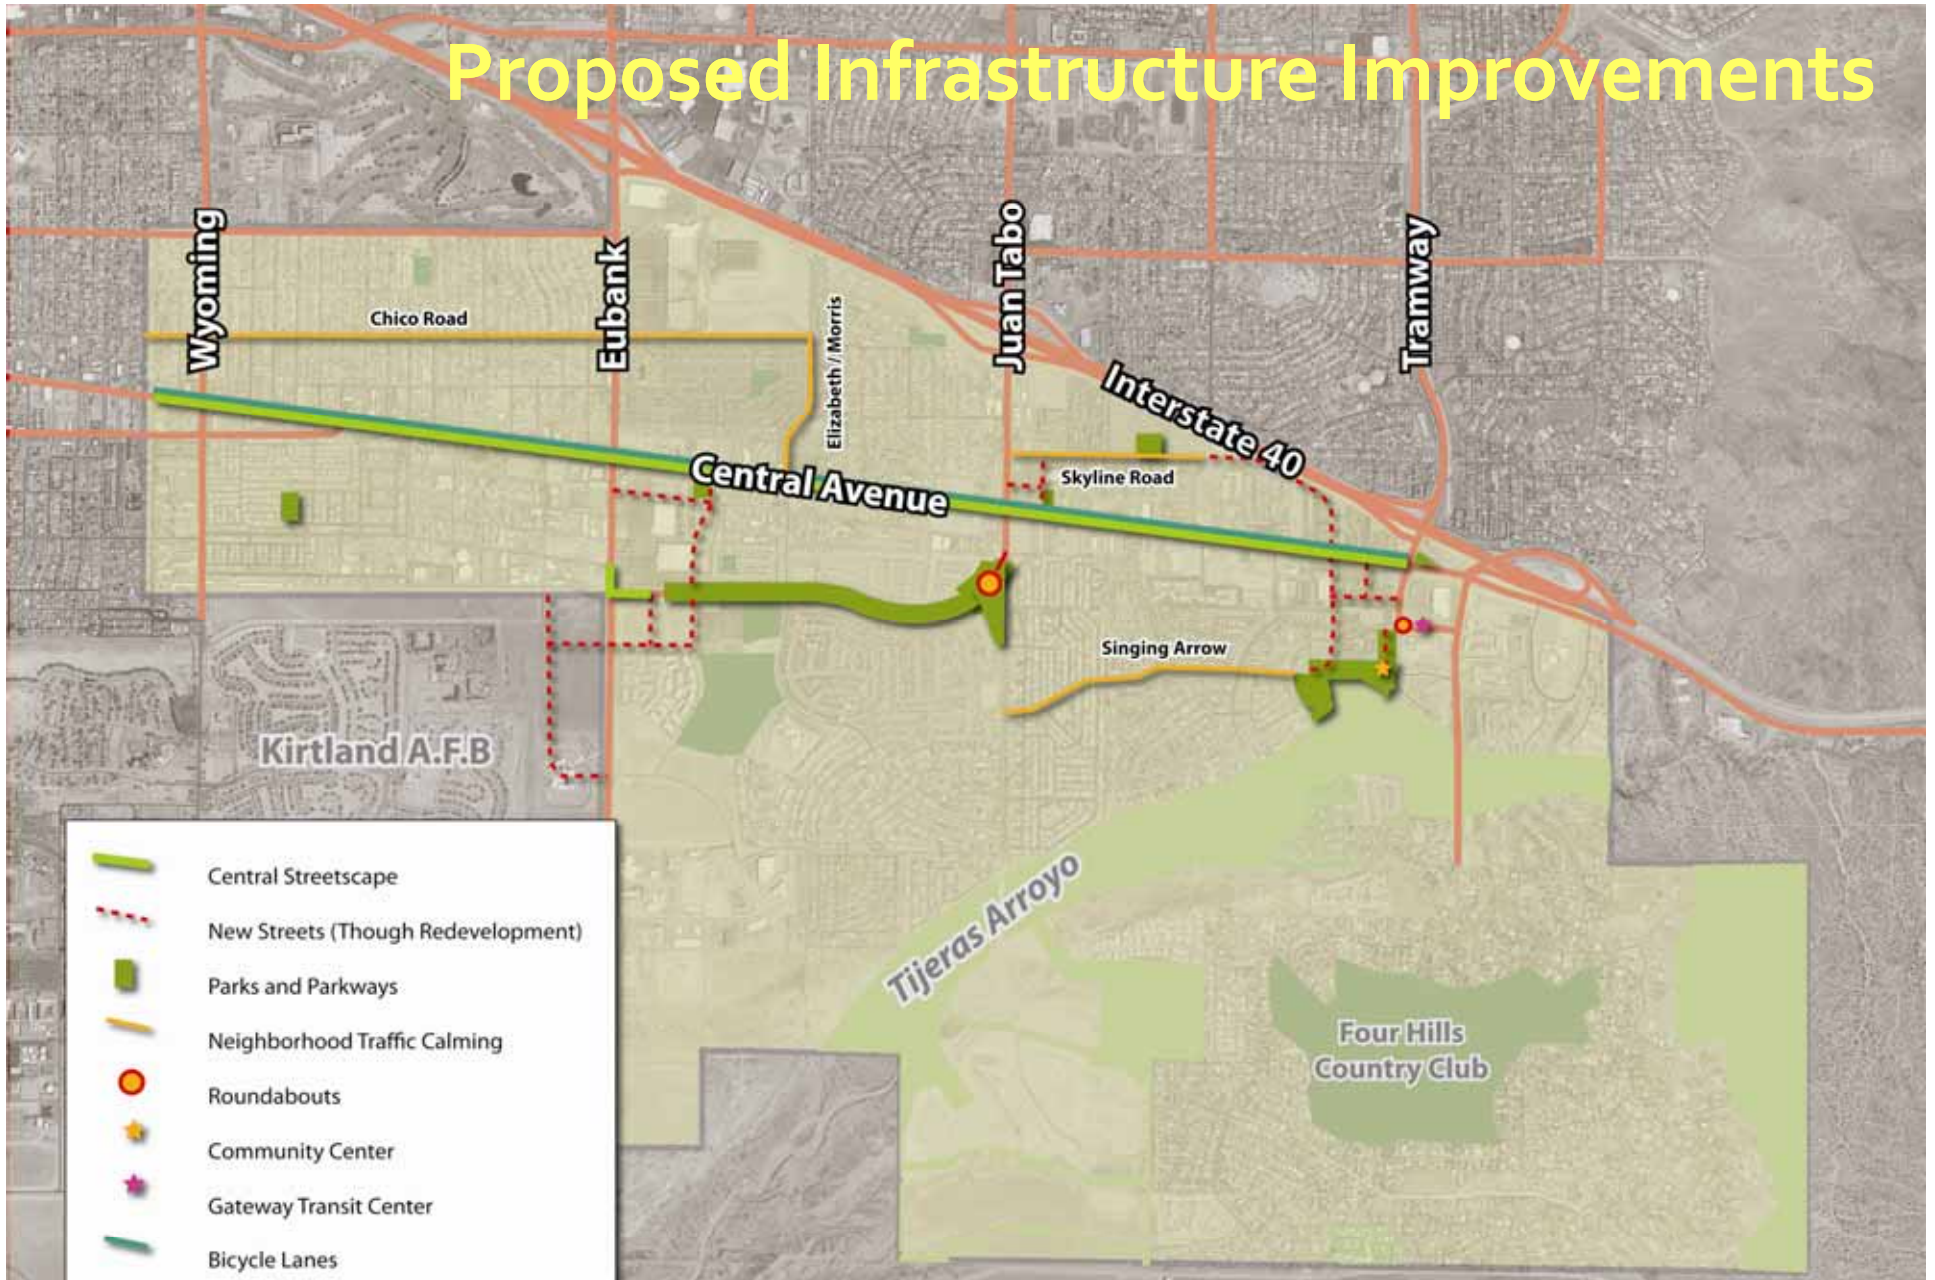 Proposed Infrastructure Improvements
Wyoming
Eubank
Juan Tabo
Tramway
Chico Road
Elizabeth / Morris
Interstate 40
Central Avenue
Skyline Road
Singing Arrow
Kirtland A.F.B
Tijeras Arroyo
Four Hills
Country Club
Central Streetscape
New Streets (Though Redevelopment)
Parks and Parkways
Neighborhood Traffic Calming
Roundabouts
Community Center
Gateway Transit Center
Bicycle Lanes